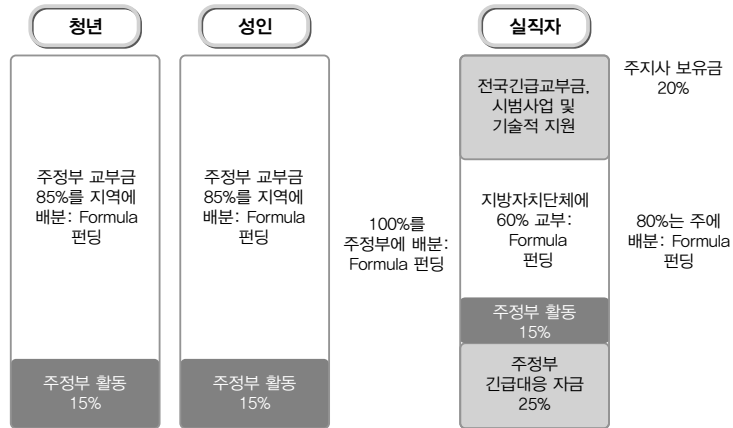 청년
성인
실직자
주정부 교부금
85%를 지역에
배분: Formula
펀딩
주정부 활동
15%
주정부 교부금
85%를 지역에
배분: Formula
펀딩
주정부 활동
15%
100%를
주정부에 배분:
Formula 펀딩
전국긴급교부금,
시범사업 및
기술적 지원
지방자치단체에
60% 교부:
Formula
펀딩
주정부 활동
15%
주정부
긴급대응 자금
25%
주지사 보유금
20%
80%는 주에
배분: Formula
펀딩